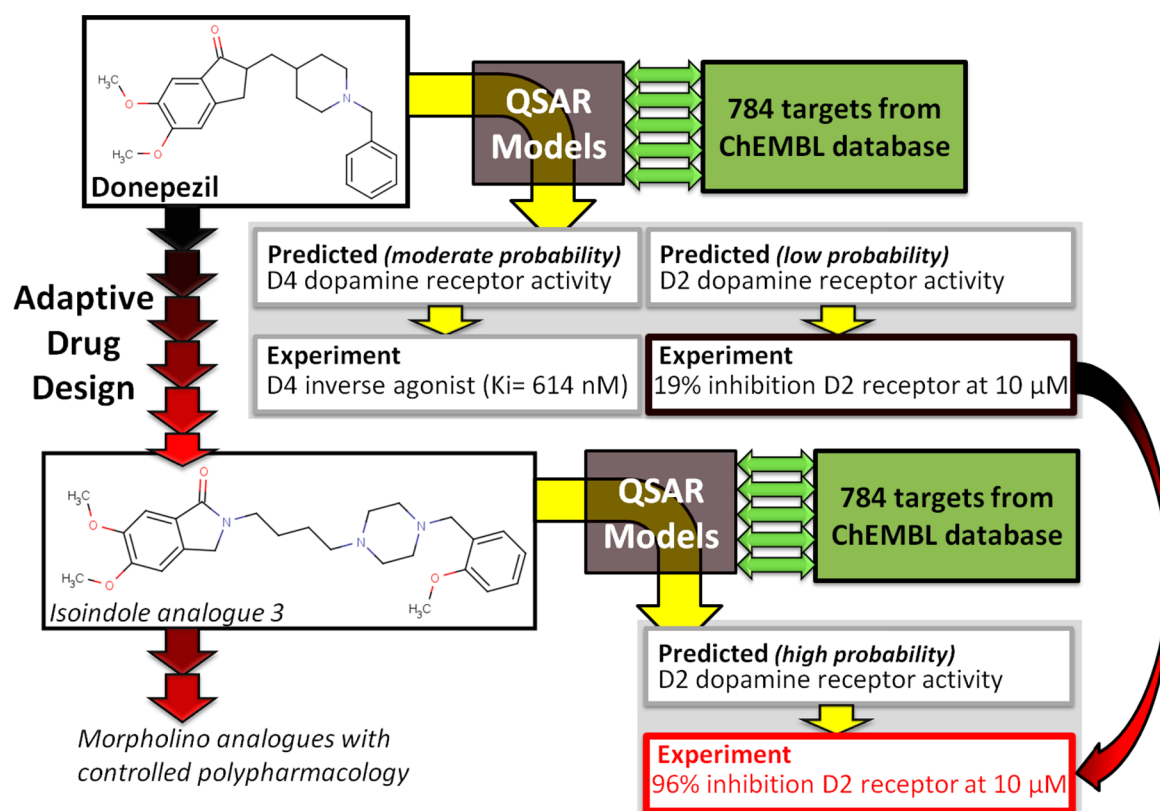 O
H₃C
O
O
H₃C
N
Donepezil
QSAR
Models
784 targets from
ChEMBL database
Predicted (moderate probability)
D4 dopamine receptor activity
Predicted (low probability)
D2 dopamine receptor activity
Experiment
D4 inverse agonist (Ki= 614 nM)
Experiment
19% inhibition D2 receptor at 10 µM
Adaptive
Drug
Design
O
H₃C
O
O
H₃C
N
N
N
O
CH₃
Isoindole analogue 3
QSAR
Models
784 targets from
ChEMBL database
Predicted (high probability)
D2 dopamine receptor activity
Experiment
96% inhibition D2 receptor at 10 µM
Morpholino analogues with
controlled polypharmacology